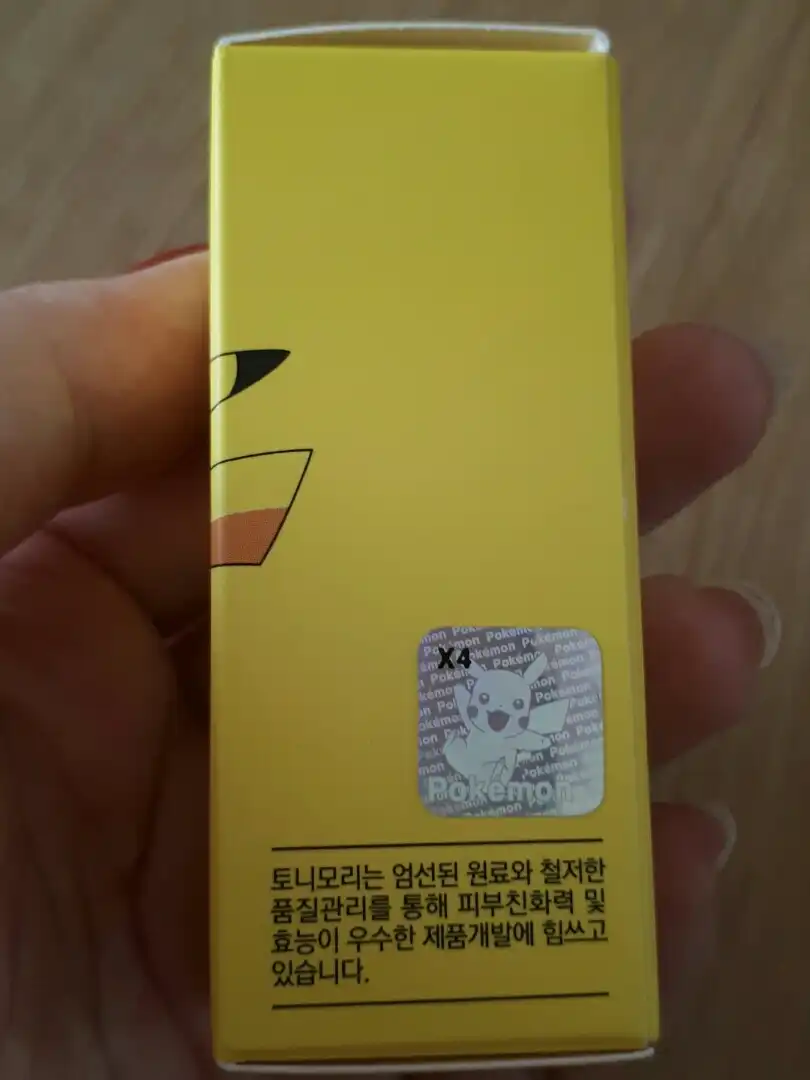 X4
Pokémon
토니모리는 엄선된 원료와 철저한
품질관리를 통해 피부친화력 및
효능이 우수한 제품개발에 힘쓰고
있습니다.